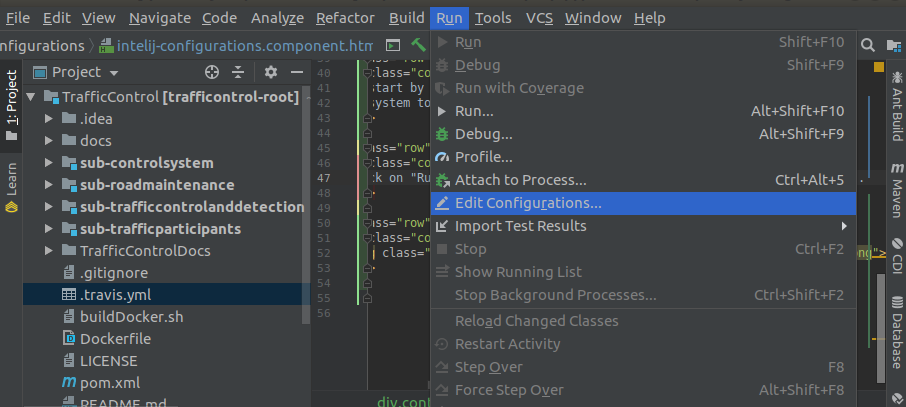 File Edit View Navigate Code Analyze Refactor Build Run Tools VCS Window Help
nfigurations intelij-configurations.component.htm
Project
TrafficControl [trafficontrol-root]
.idea
docs
sub-controlsystem
sub-roadmaintenance
sub-trafficcontrolanddetection
sub-trafficparticipants
TrafficControlDocs
.gitignore
.travis.yml
buildDocker.sh
Dockerfile
LICENSE
pom.xml
README.md
1: Project
Learn
40 class="co
41 start by
42 system to
43
44
45 ass="row"
46 class="co
47 ck on "Ru
48
49
50 ass="row"
51 class="co
52 class="
53
54
55
56
div.con
Run Shift+F10
Debug Shift+F9
Run with Coverage
Run... Alt+Shift+F10
Debug... Alt+Shift+F9
Profile...
Attach to Process... Ctrl+Alt+5
Edit Configurations...
Import Test Results
Stop Ctrl+F2
Show Running List
Stop Background Processes... Ctrl+Shift+F2
Reload Changed Classes
Restart Activity
Step Over F8
Force Step Over Alt+Shift+F8
ng">
Ant Build
Maven
CDI
Database